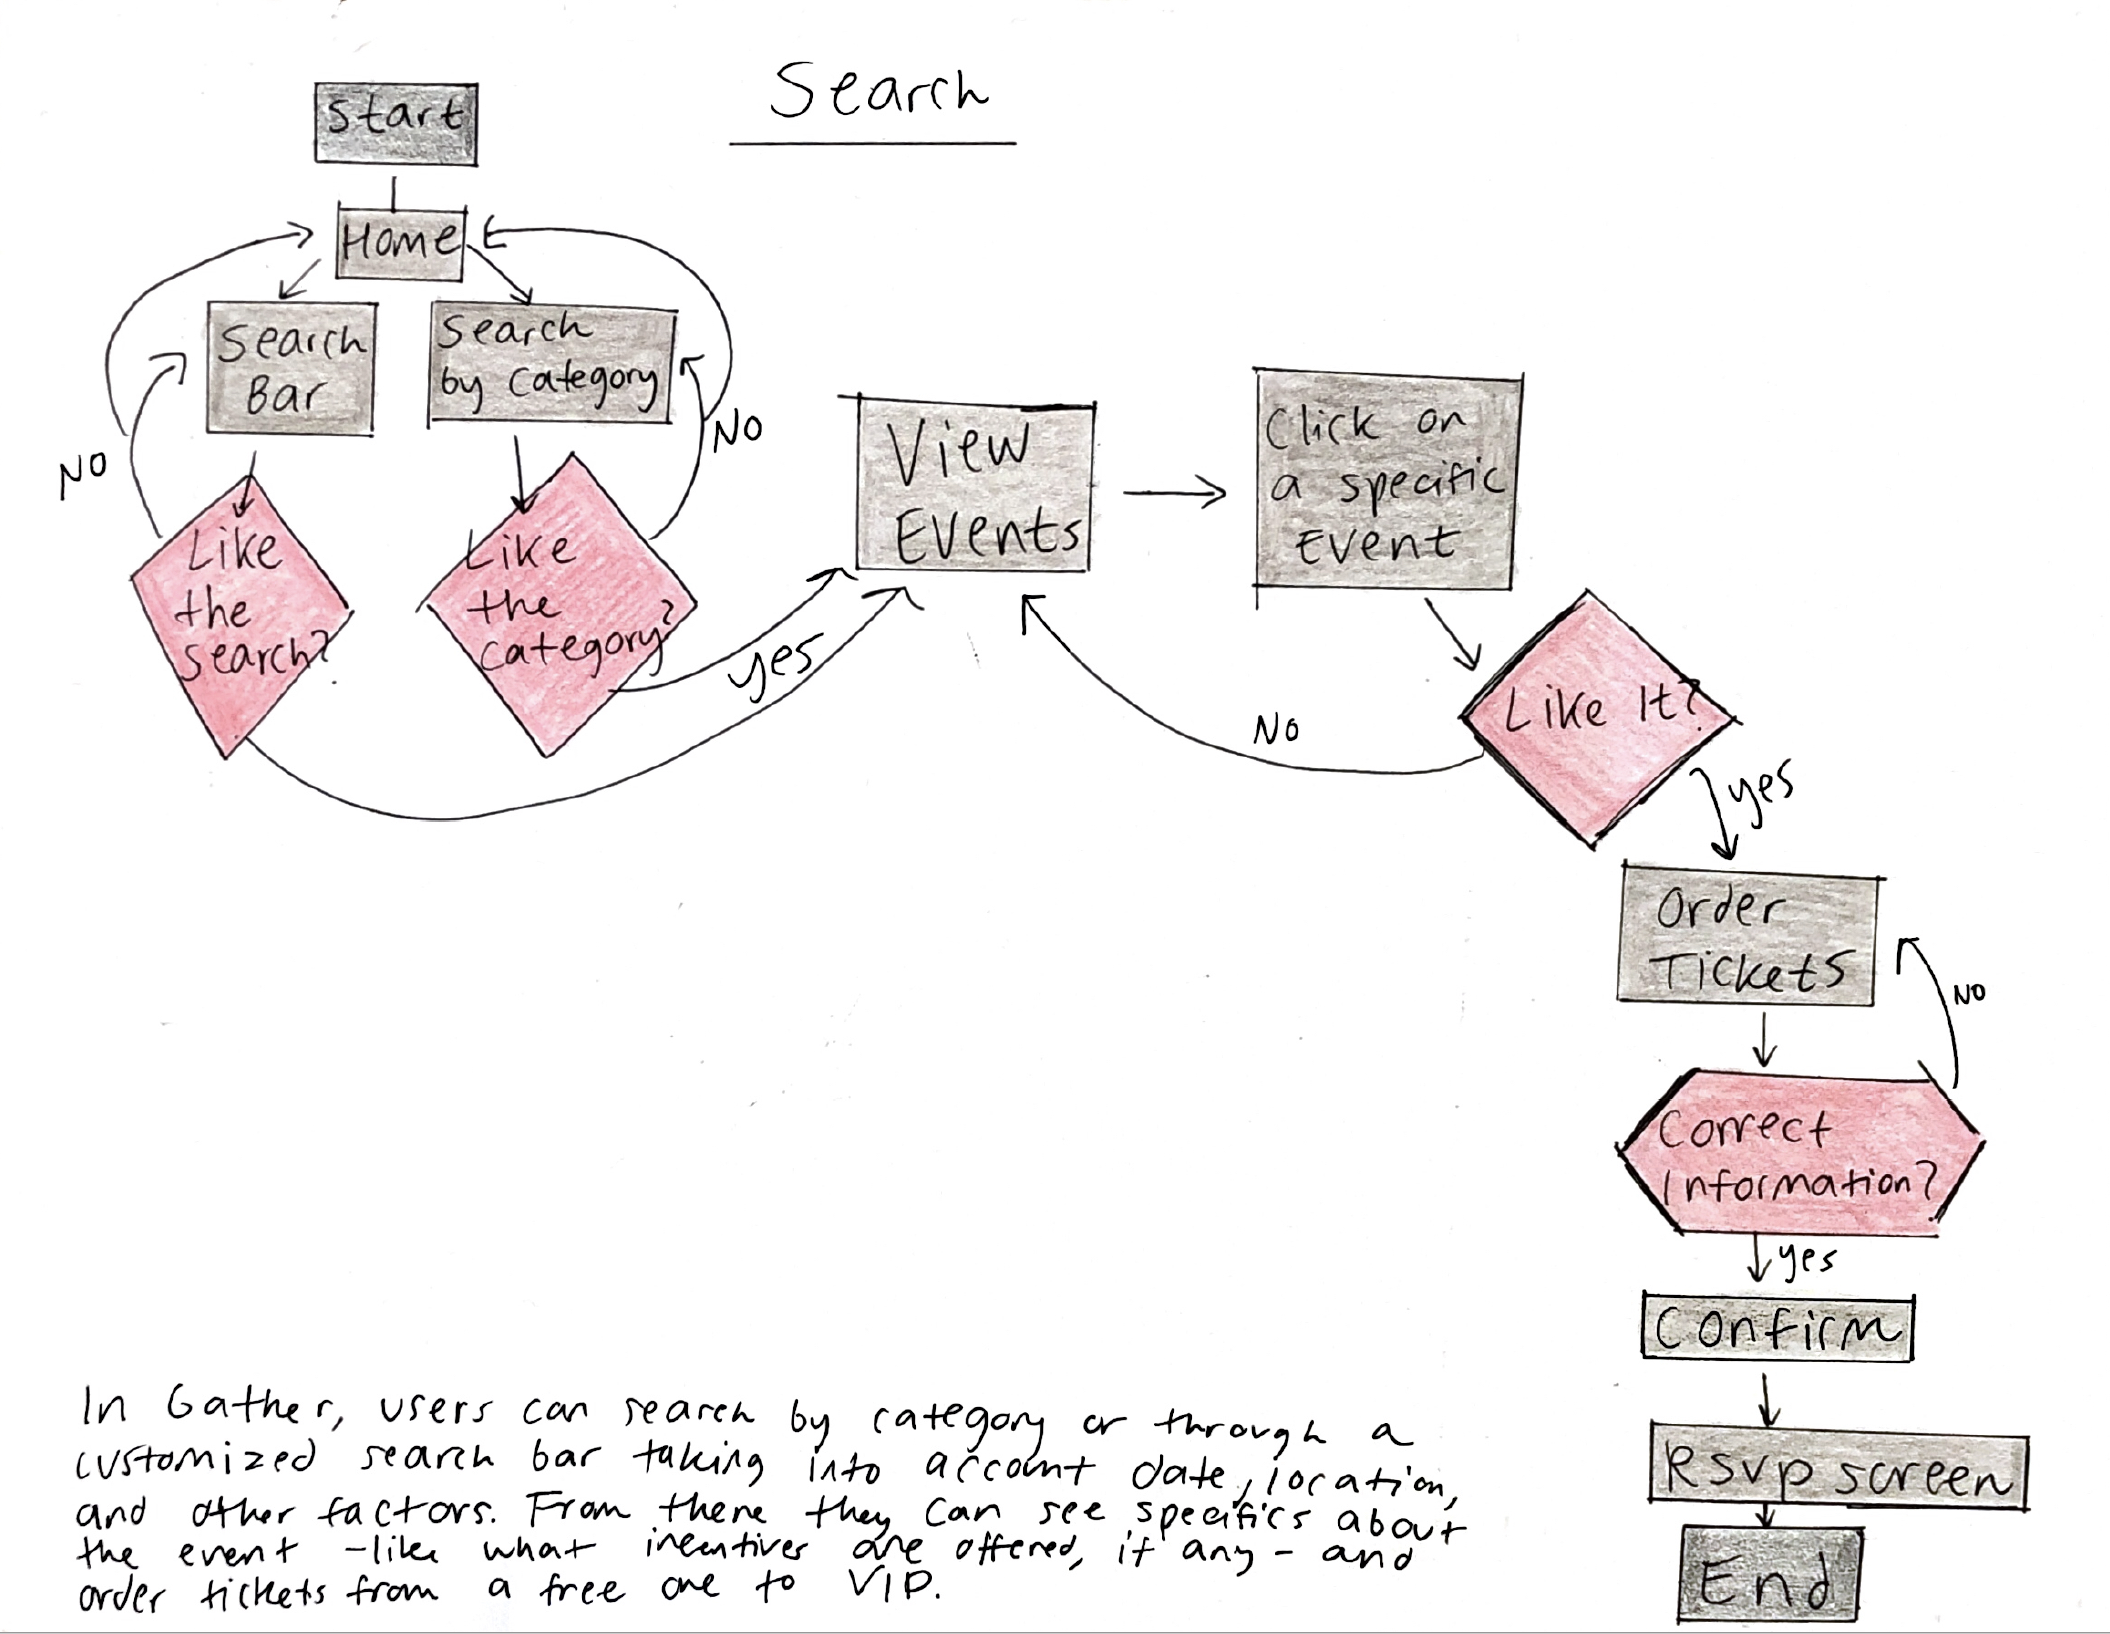 Search
Start
Home
Search
Bar
Search
by Category
NO
NO
Like
the
search?
Like
the
category?
yes
View
Events
Click on
a specific
Event
Like It?
NO
yes
Order
Tickets
NO
Correct
Information?
yes
Confirm
Rsvp screen
End
In Gather, users can search by category or through a
customized search bar taking into account date, location,
and other factors. From there they can see specifics about
the event - like what incentives are offered, if any - and
order tickets from a free one to VIP.